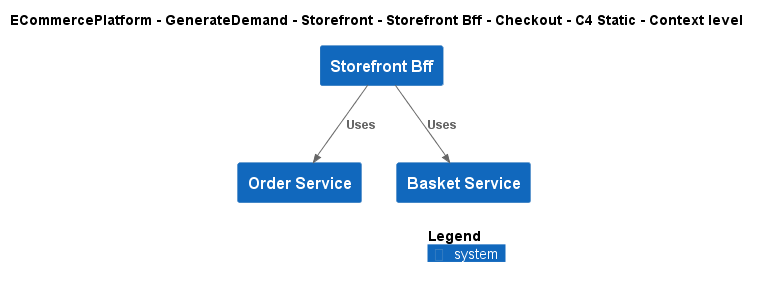 ECommercePlatform - GenerateDemand - Storefront - Storefront Bff - Checkout - C4 Static - Context level
Storefront Bff
Uses
Uses
Order Service
Basket Service
Legend
system